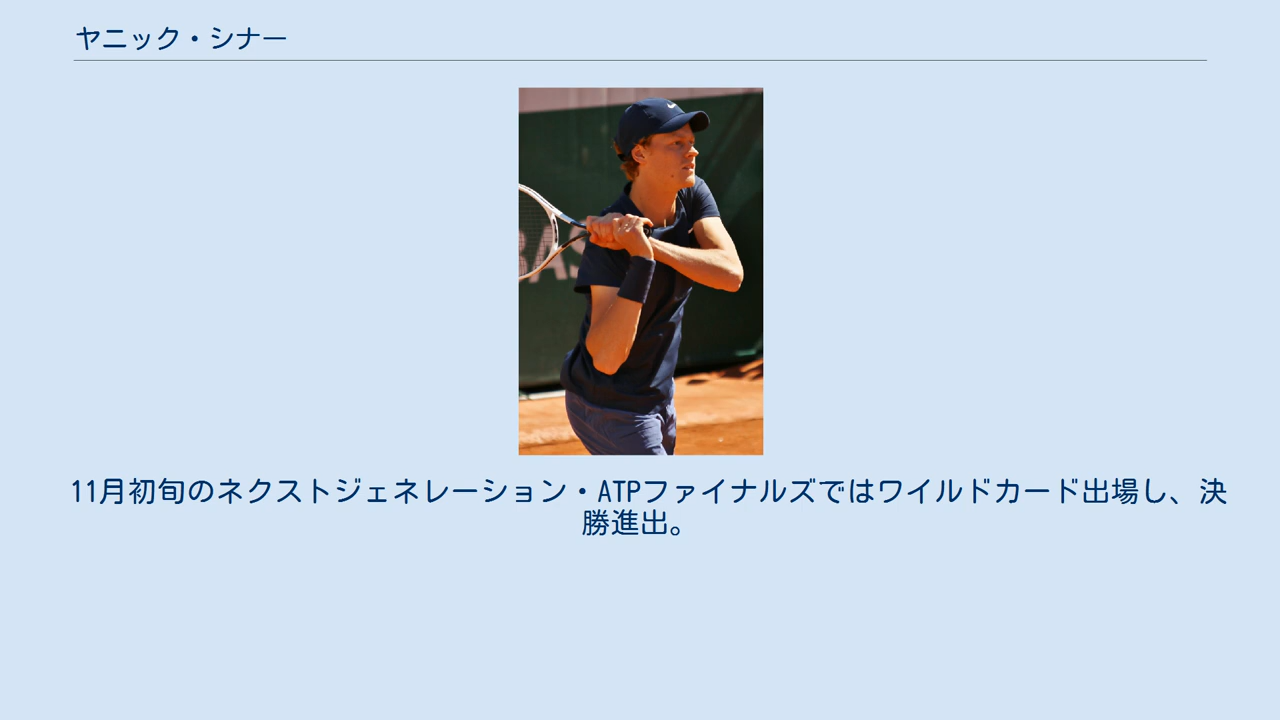 ヤニック・シナー
11月初旬のネクストジェネレーション・ATPファイナルズではワイルドカード出場し、決
勝進出。